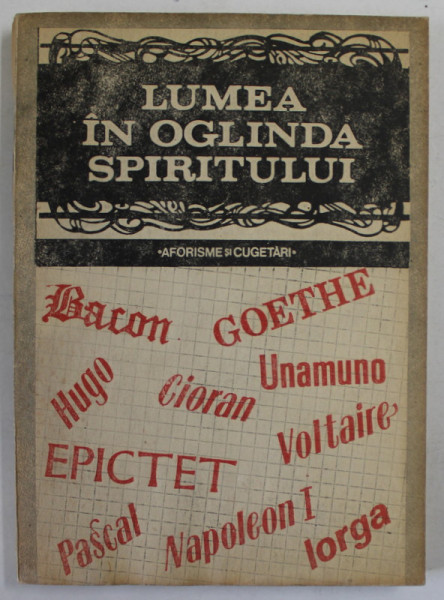 LUMEA
ÎN OGLINDA
SPIRITULUI
•AFORISME ȘI CUGETĂRI•
Bacon
GOETHE
Unamuno
Hugo
Cioran
Voltaire
EPICTET
Pascal
Napoleon I
Iorga